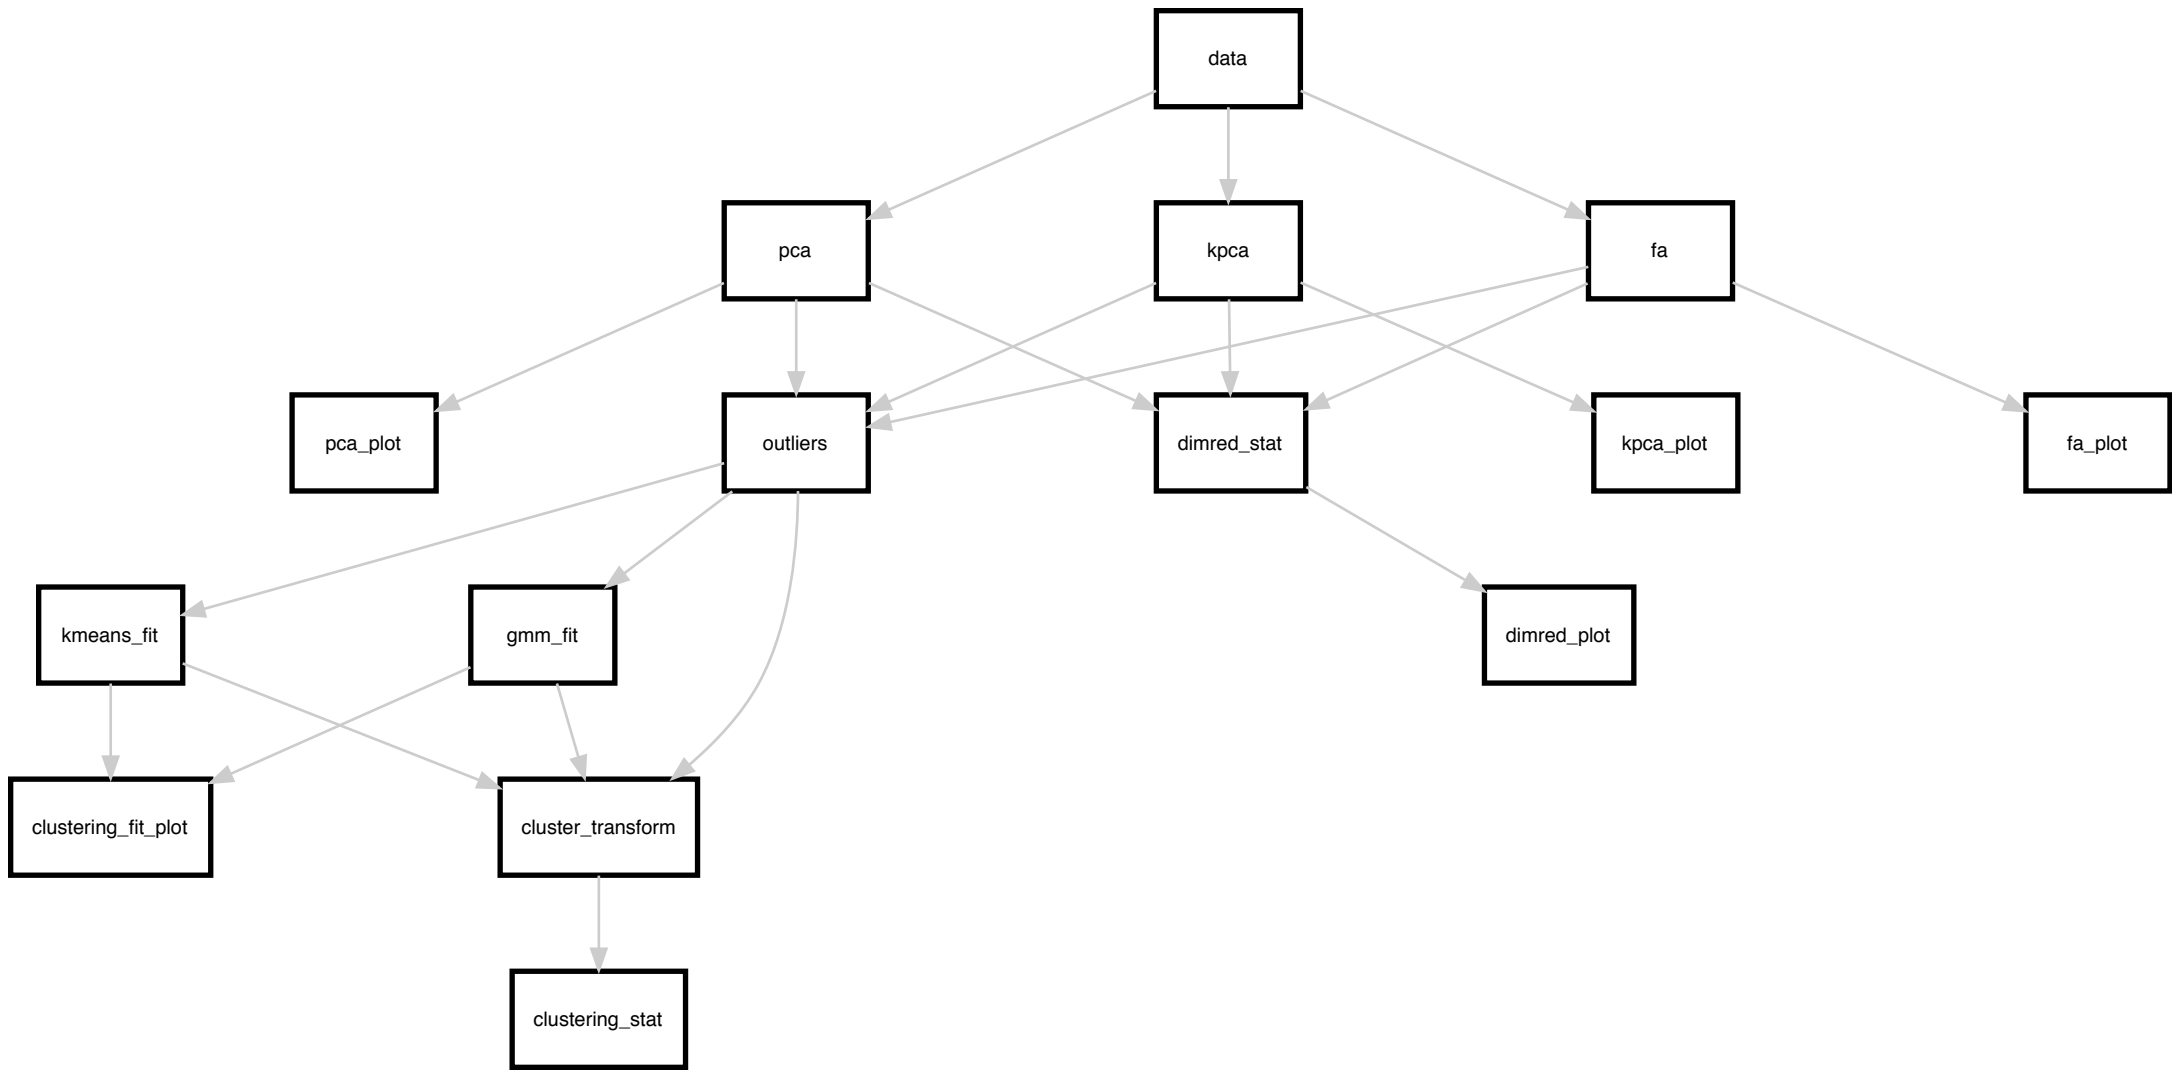 data
pca
kpca
fa
pca_plot
outliers
dimred_stat
kpca_plot
fa_plot
kmeans_fit
gmm_fit
dimred_plot
clustering_fit_plot
cluster_transform
clustering_stat